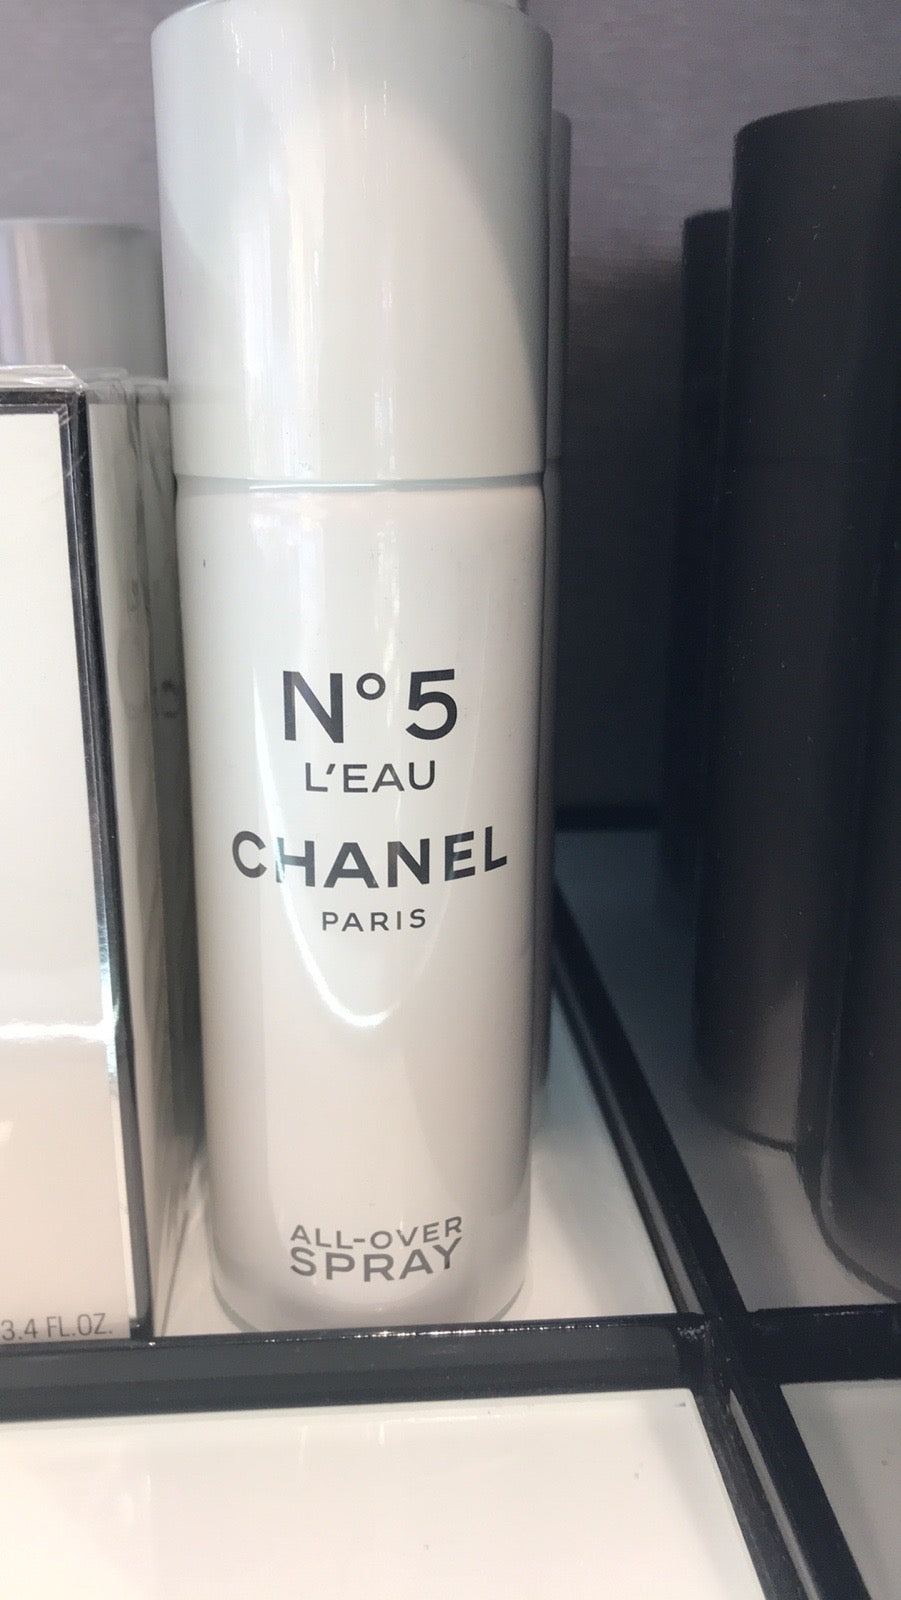 N°5
L'EAU
CHANEL
PARIS
ALL-OVER
SPRAY
3.4 FL.OZ.